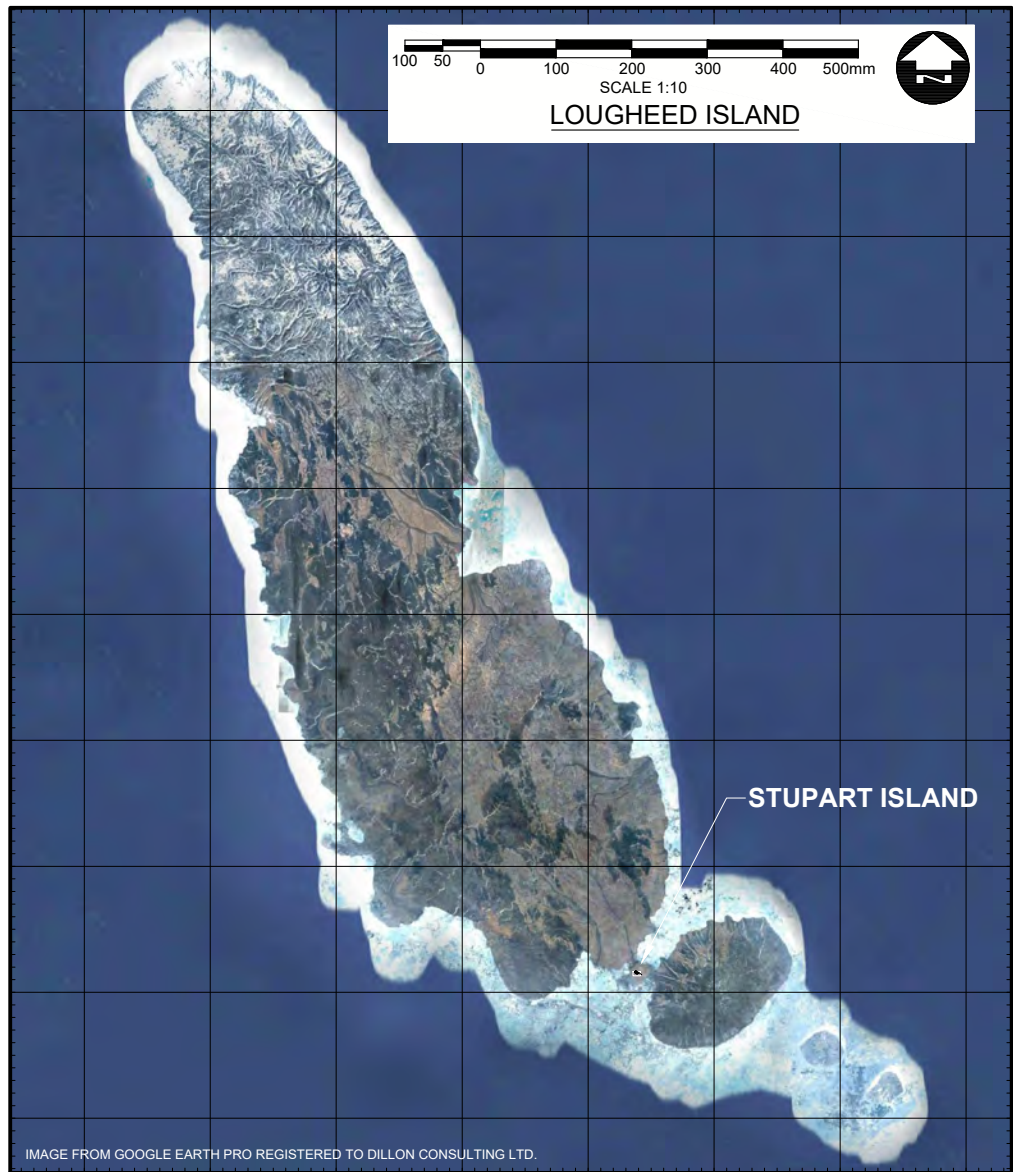 100 50 0 100 200 300 400 500mm
SCALE 1:10
N
LOUGHEED ISLAND
STUPART ISLAND
IMAGE FROM GOOGLE EARTH PRO REGISTERED TO DILLON CONSULTING LTD.